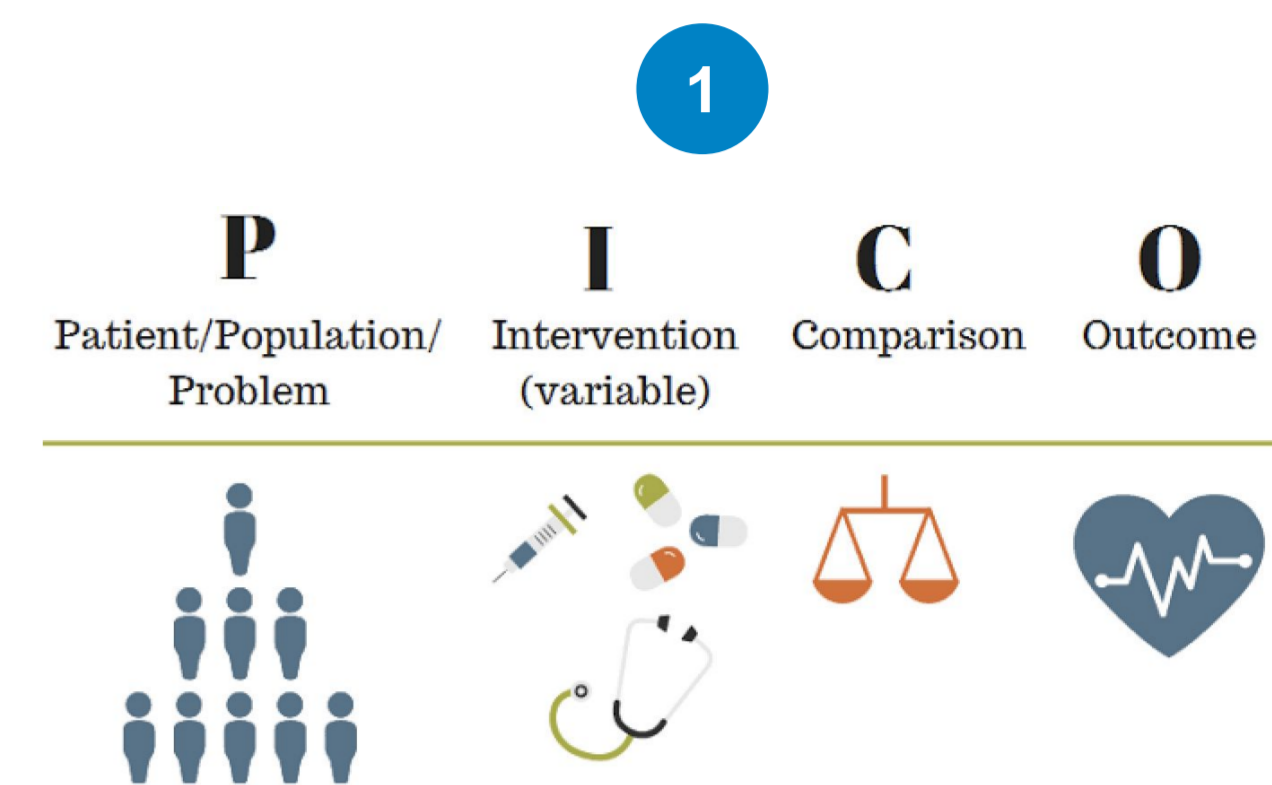 1
P
Patient/Population/
Problem
I
Intervention
(variable)
C
Comparison
O
Outcome